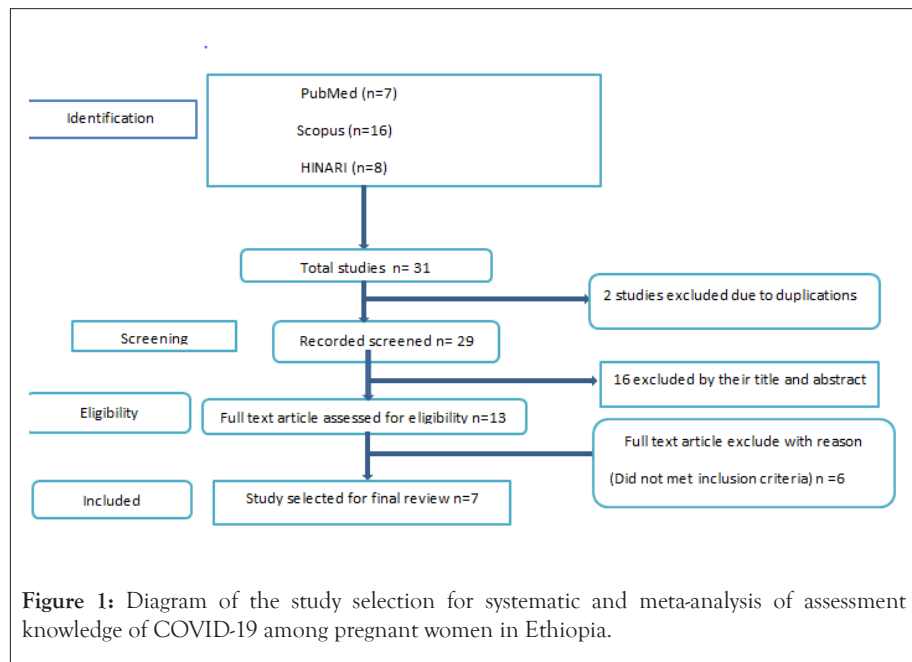 PubMed (n=7)
Identification
Scopus (n=16)
HINARI (n=8)
Total studies n= 31
2 studies excluded due to duplications
Screening
Recorded screened n= 29
16 excluded by their title and abstract
Eligibility
Full text article assessed for eligibility n=13
Full text article exclude with reason
(Did not met inclusion criteria) n =6
Included
Study selected for final review n=7
Figure 1: Diagram of the study selection for systematic and meta-analysis of assessment
knowledge of COVID-19 among pregnant women in Ethiopia.